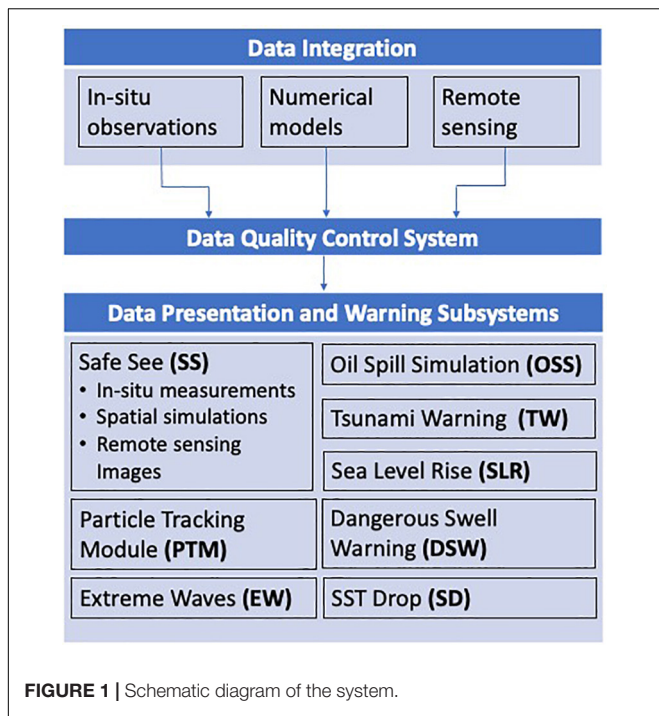 Data Integration
In-situ
observations
Numerical
models
Remote
sensing
Data Quality Control System
Data Presentation and Warning Subsystems
Safe See (SS)
• In-situ measurements
• Spatial simulations
• Remote sensing
Images
Oil Spill Simulation (OSS)
Tsunami Warning (TW)
Sea Level Rise (SLR)
Particle Tracking
Module (PTM)
Dangerous Swell
Warning (DSW)
Extreme Waves (EW)
SST Drop (SD)
FIGURE 1 | Schematic diagram of the system.